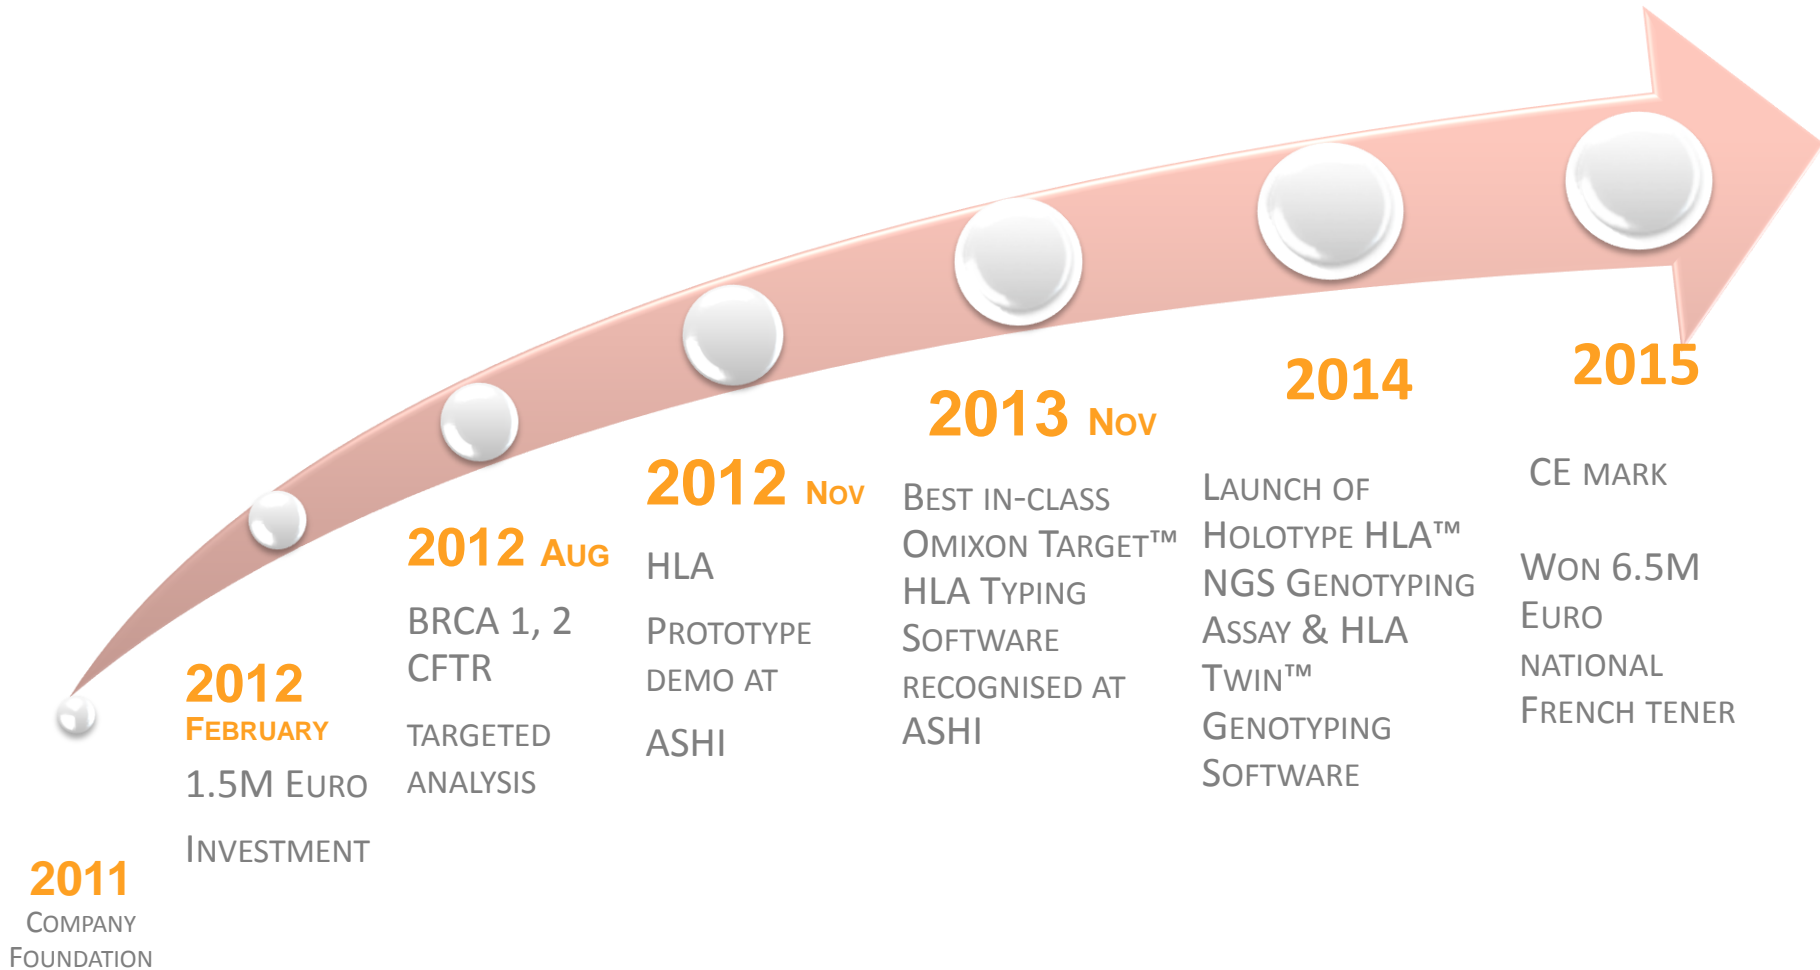 2011
Company
Foundation
2012
February
1.5M Euro
Investment
2012 Aug
BRCA 1, 2
CFTR
targeted
analysis
2012 Nov
HLA
Prototype
demo at
ASHI
2013 Nov
Best in-class
Omixon Target™
HLA Typing
Software
recognised at
ASHI
2014
Launch of
Holotype HLA™
NGS Genotyping
Assay & HLA
Twin™
Genotyping
Software
2015
CE mark
Won 6.5M
Euro
national
French tener